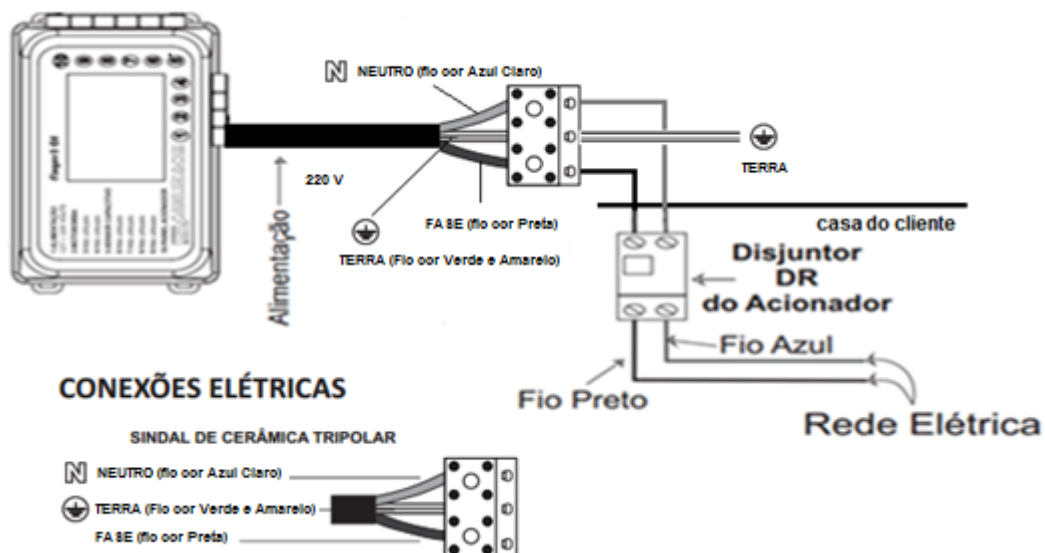 NEUTRO (fio cor Azul Claro)
220 V
Alimentação
FASE (fio cor Preta)
TERRA (Fio cor Verde e Amarelo)
TERRA
casa do cliente
Disjuntor
DR
do Acionador
Fio Azul
Fio Preto
Rede Elétrica
CONEXÕES ELÉTRICAS
SINDAL DE CERÂMICA TRIPOLAR
N
NEUTRO (fio cor Azul Claro)
TERRA (Fio cor Verde e Amarelo)
FASE (fio cor Preta)